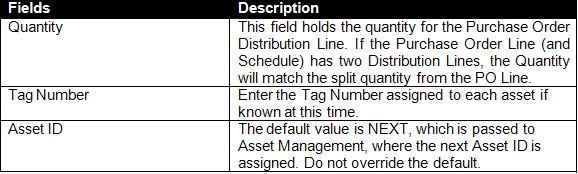 Fields Description
Quantity This field holds the quantity for the Purchase Order
Distribution Line. If the Purchase Order Line (and
Schedule) has two Distribution Lines, the Quantity
will match the split quantity from the PO Line.
Tag Number Enter the Tag Number assigned to each asset if
known at this time.
Asset ID The default value is NEXT, which is passed to
Asset Management, where the next Asset ID is
assigned. Do not override the default.